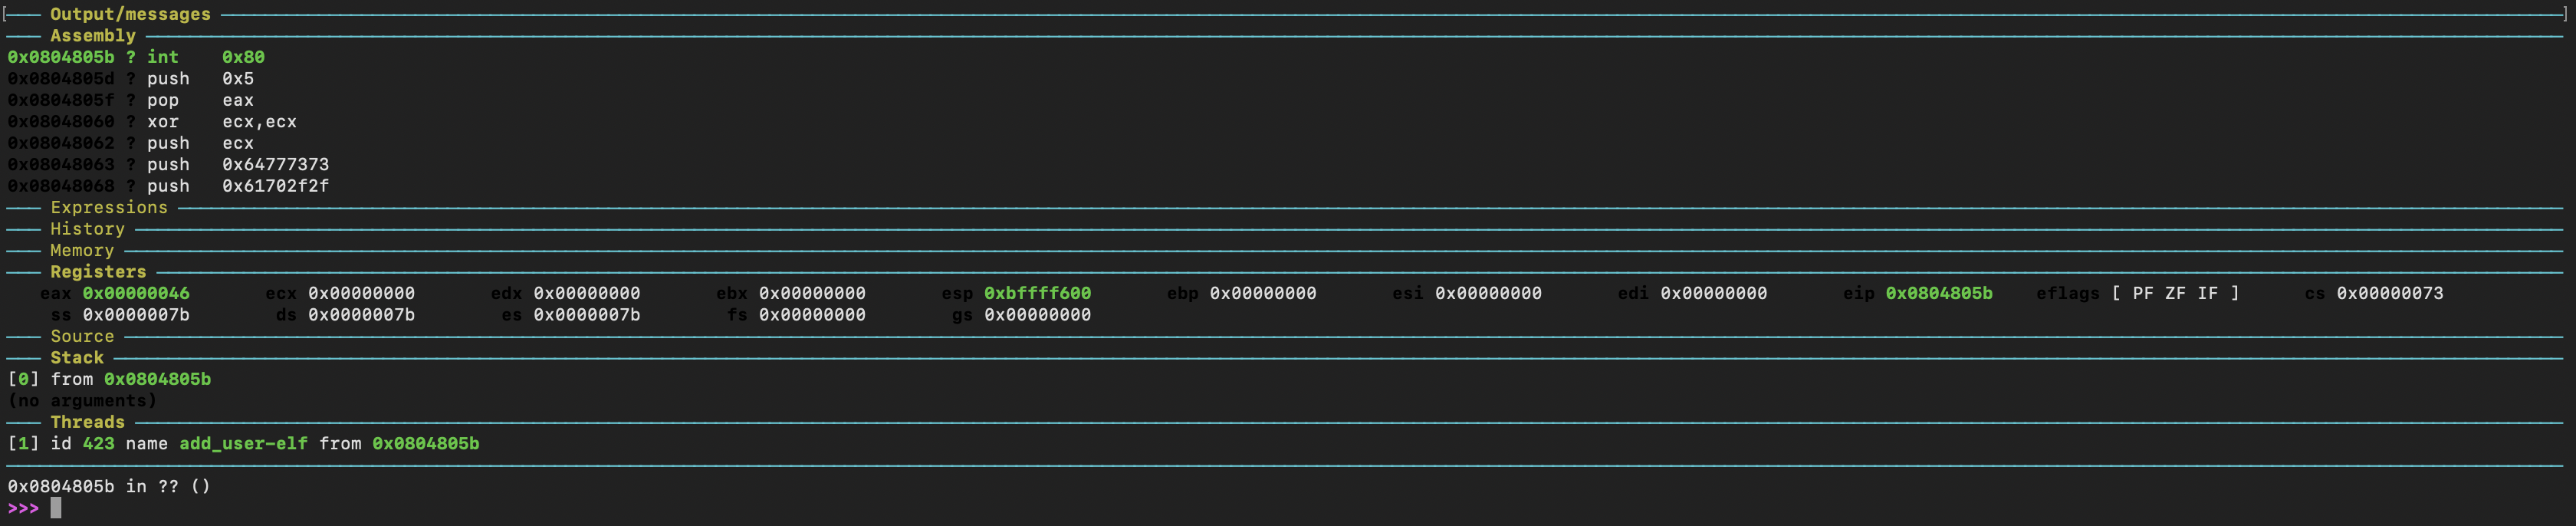 Output/messages
Assembly
0x0804805b ? int 0x80
0x0804805d ? push 0x5
0x0804805f ? pop eax
0x08048060 ? xor ecx,ecx
0x08048062 ? push ecx
0x08048063 ? push 0x64777373
0x08048068 ? push 0x61702f2f
Expressions
History
Memory
Registers
eax 0x00000046 ecx 0x00000000 edx 0x00000000 ebx 0x00000000 esp 0xbffff600 ebp 0x00000000 esi 0x00000000 edi 0x00000000 eip 0x0804805b eflags [ PF ZF IF ] cs 0x00000073
ss 0x0000007b ds 0x0000007b es 0x0000007b fs 0x00000000 gs 0x00000000
Source
Stack
[0] from 0x0804805b
(no arguments)
Threads
[1] id 423 name add_user-elf from 0x0804805b
0x0804805b in ?? ()
>>>